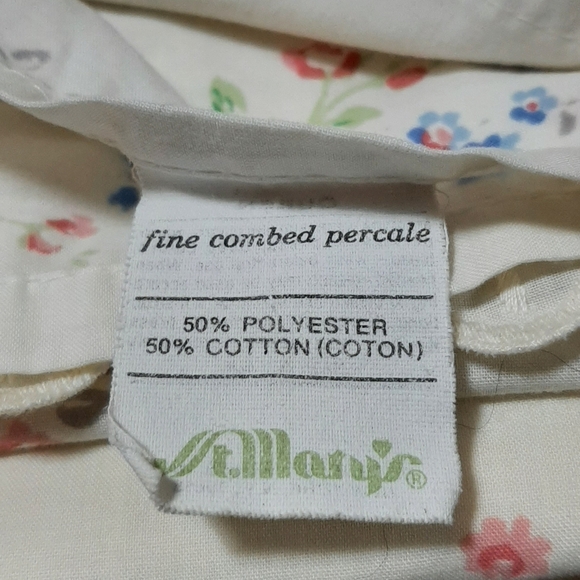 fine combed percale
50% POLYESTER
50% COTTON (COTON)
St. Mary's®